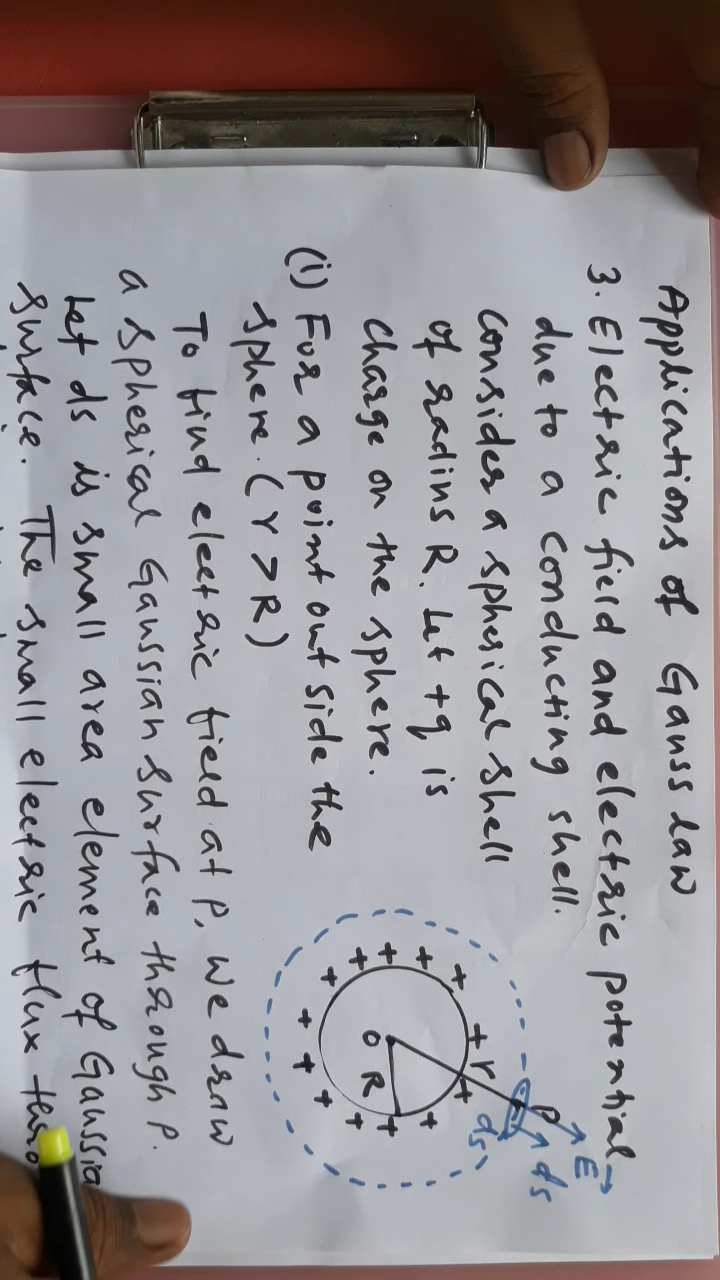 Applications of Gauss law
3. Electric field and electric potential
due to a conducting shell.
consider a spherical shell
of radius R. Let +q is
charge on the sphere.
(i) For a point out side the
sphere. (r > R)
To find electric field at P, we draw
a spherical Gaussian surface through P.
Let ds is small area element of Gaussia
surface. The small electric flux thro
E
ds
P
ds
r
O
R